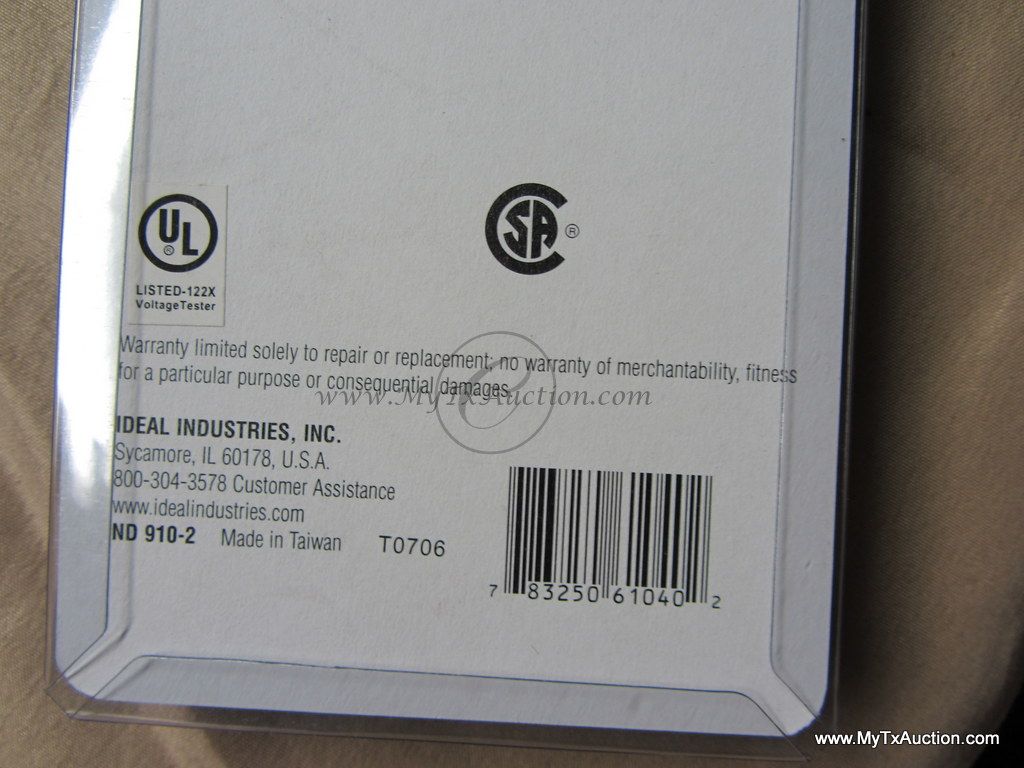 UL
®
LISTED-122X
VoltageTester
CSA ®
Warranty limited solely to repair or replacement; no warranty of merchantability, fitness
for a particular purpose or consequential damages.
www.MyTxAuction.com
IDEAL INDUSTRIES, INC.
Sycamore, IL 60178, U.S.A.
800-304-3578 Customer Assistance
www.idealindustries.com
ND 910-2 Made in Taiwan T0706
7 83250 61040 2
www.MyTxAuction.com